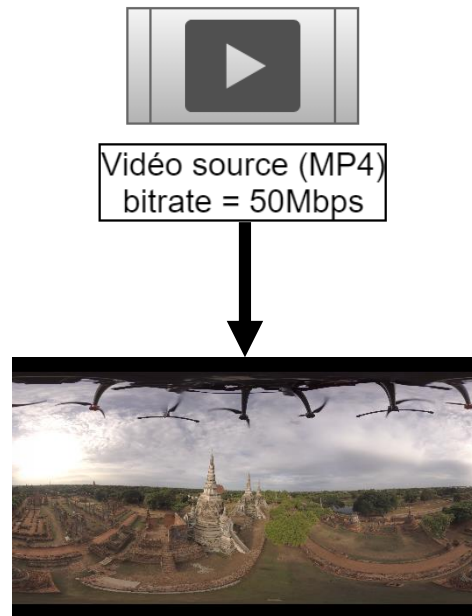 Vidéo source (MP4)
bitrate = 50Mbps